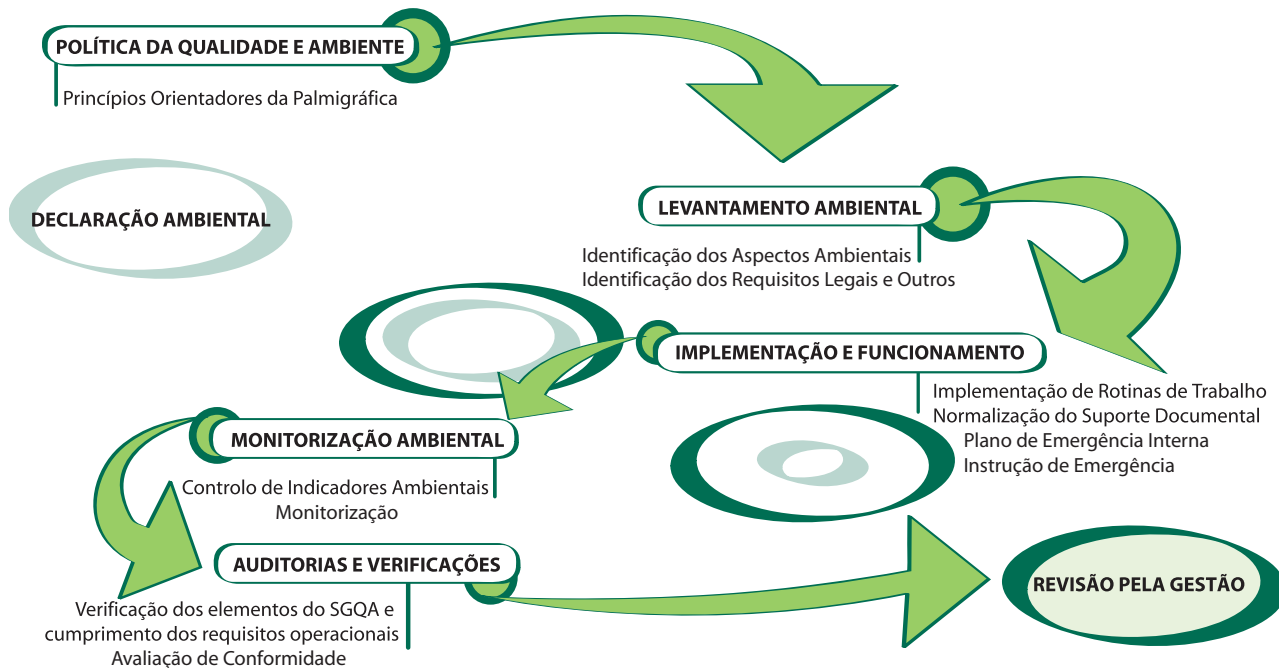 POLÍTICA DA QUALIDADE E AMBIENTE
Princípios Orientadores da Palmigráfica
DECLARAÇÃO AMBIENTAL
LEVANTAMENTO AMBIENTAL
Identificação dos Aspectos Ambientais
Identificação dos Requisitos Legais e Outros
IMPLEMENTAÇÃO E FUNCIONAMENTO
Implementação de Rotinas de Trabalho
Normalização do Suporte Documental
Plano de Emergência Interna
Instrução de Emergência
MONITORIZAÇÃO AMBIENTAL
Controlo de Indicadores Ambientais
Monitorização
AUDITORIAS E VERIFICAÇÕES
Verificação dos elementos do SGQA e
cumprimento dos requisitos operacionais
Avaliação de Conformidade
REVISÃO PELA GESTÃO